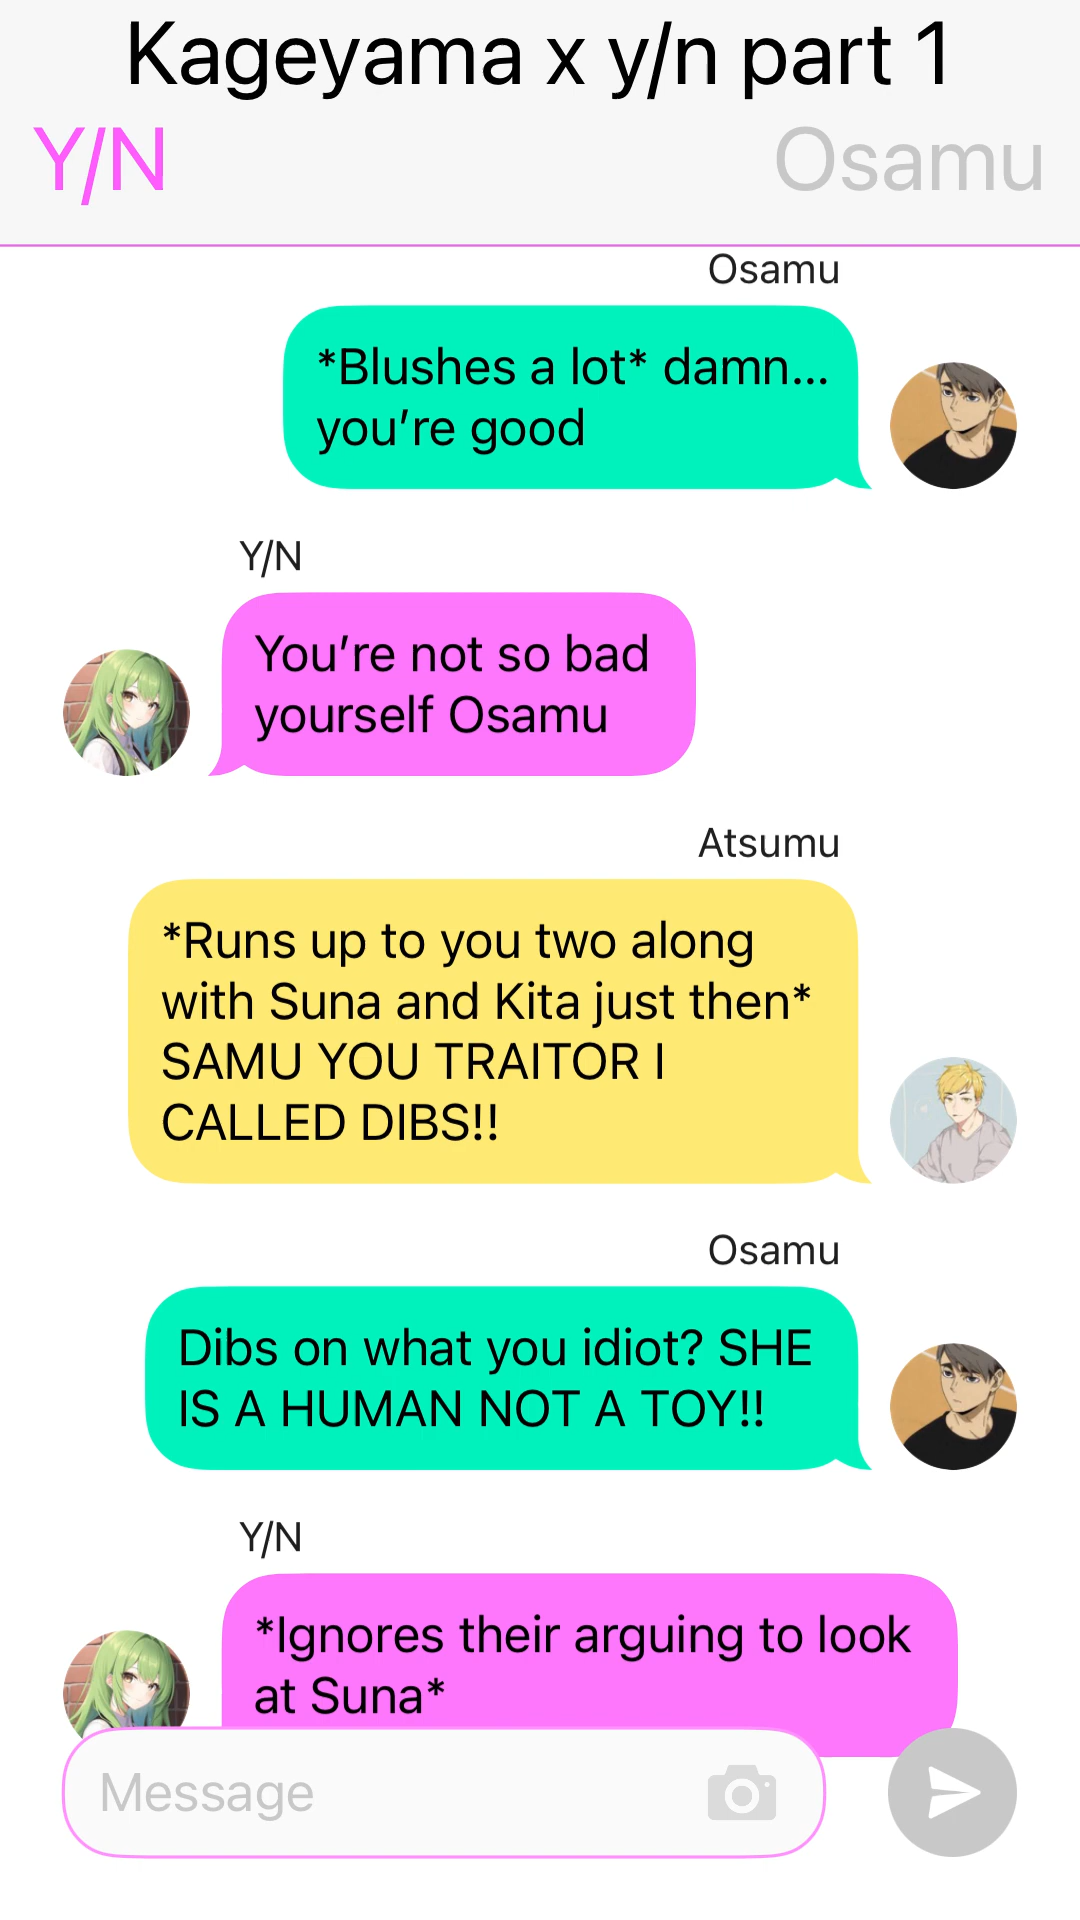 Kageyama x y/n part 1
Y/N
Osamu
Osamu
*Blushes a lot* damn...
you’re good
Y/N
You’re not so bad
yourself Osamu
Atsumu
*Runs up to you two along
with Suna and Kita just then*
SAMU YOU TRAITOR I
CALLED DIBS!!
Osamu
Dibs on what you idiot? SHE
IS A HUMAN NOT A TOY!!
Y/N
*Ignores their arguing to look
at Suna*
Message